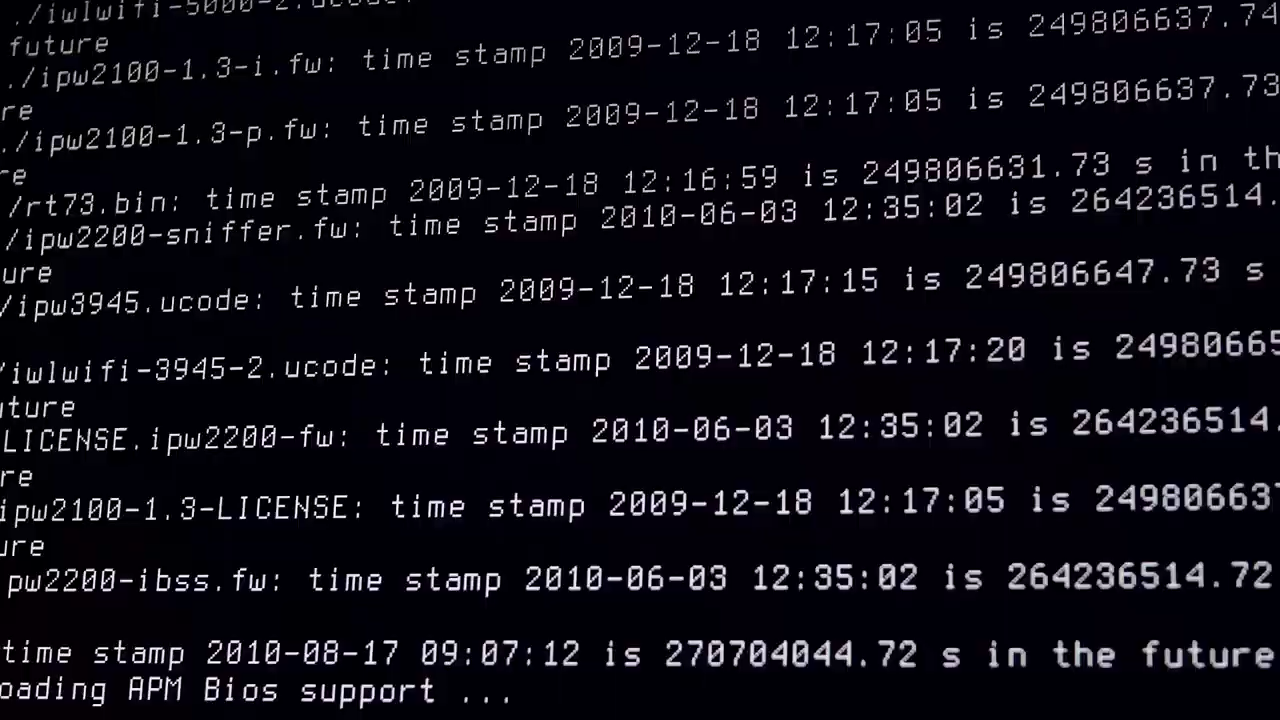 ./iwlwifi-5000-2.ucode:
future
./ipw2100-1.3-i.fw: time stamp 2009-12-18 12:17:05 is 249806637.74
re
./ipw2100-1.3-p.fw: time stamp 2009-12-18 12:17:05 is 249806637.73
re
/rt73.bin: time stamp 2009-12-18 12:16:59 is 249806631.73 s in th
/ipw2200-sniffer.fw: time stamp 2010-06-03 12:35:02 is 264236514.
ure
/ipw3945.ucode: time stamp 2009-12-18 12:17:15 is 249806647.73 s
/iwlwifi-3945-2.ucode: time stamp 2009-12-18 12:17:20 is 24980665
uture
LICENSE.ipw2200-fw: time stamp 2010-06-03 12:35:02 is 264236514.
re
ipw2100-1.3-LICENSE: time stamp 2009-12-18 12:17:05 is 249806637
ure
pw2200-ibss.fw: time stamp 2010-06-03 12:35:02 is 264236514.72
time stamp 2010-08-17 09:07:12 is 270704044.72 s in the future
oading APM Bios support ...